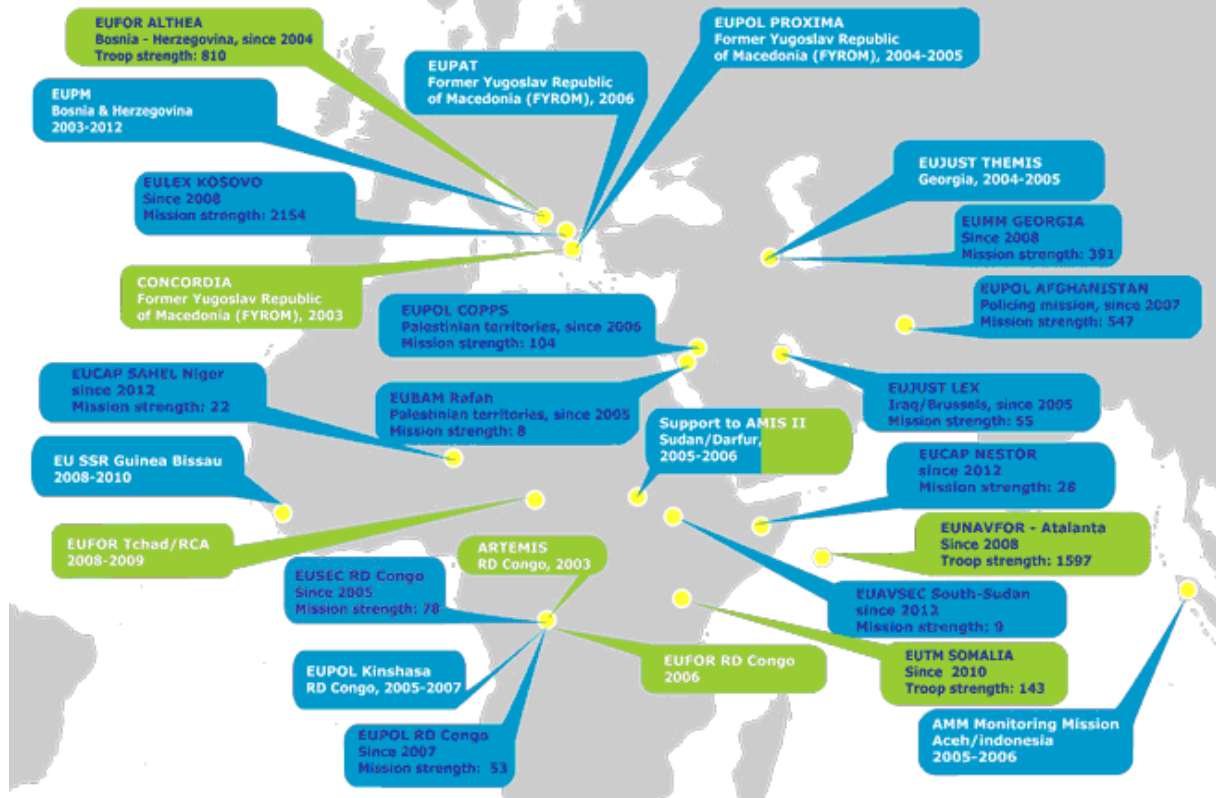 EUFOR ALTHEA
Bosnia - Herzegovina, since 2004
Troop strength: 810
EUPOL PROXIMA
Former Yugoslav Republic
of Macedonia (FYROM), 2004-2005
EUPAT
Former Yugoslav Republic
of Macedonia (FYROM), 2006
EUPM
Bosnia & Herzegovina
2003-2012
EUJUST THEMIS
Georgia, 2004-2005
EULEX KOSOVO
Since 2008
Mission strength: 2154
EUMM GEORGIA
Since 2008
Mission strength: 391
CONCORDIA
Former Yugoslav Republic
of Macedonia (FYROM), 2003
EUPOL AFGHANISTAN
Policing mission, since 2007
Mission strength: 547
EUPOL COPPS
Palestinian territories, since 2006
Mission strength: 104
EUCAP SAHEL Niger
since 2012
Mission strength: 22
EUBAM Rafah
Palestinian territories, since 2005
Mission strength: 8
EUJUST LEX
Iraq/Brussels, since 2005
Mission strength: 55
Support to AMIS II
Sudan/Darfur,
2005-2006
EU SSR Guinea Bissau
2008-2010
EUCAP NESTOR
since 2012
Mission strength: 28
EUFOR Tchad/RCA
2008-2009
EUNAVFOR - Atalanta
Since 2008
Troop strength: 1597
ARTEMIS
RD Congo, 2003
EUSEC RD Congo
Since 2005
Mission strength: 78
EUAVSEC South-Sudan
since 2012
Mission strength: 9
EUPOL Kinshasa
RD Congo, 2005-2007
EUFOR RD Congo
2006
EUTM SOMALIA
Since 2010
Troop strength: 143
EUPOL RD Congo
Since 2007
Mission strength: 53
AMM Monitoring Mission
Aceh/indonesia
2005-2006